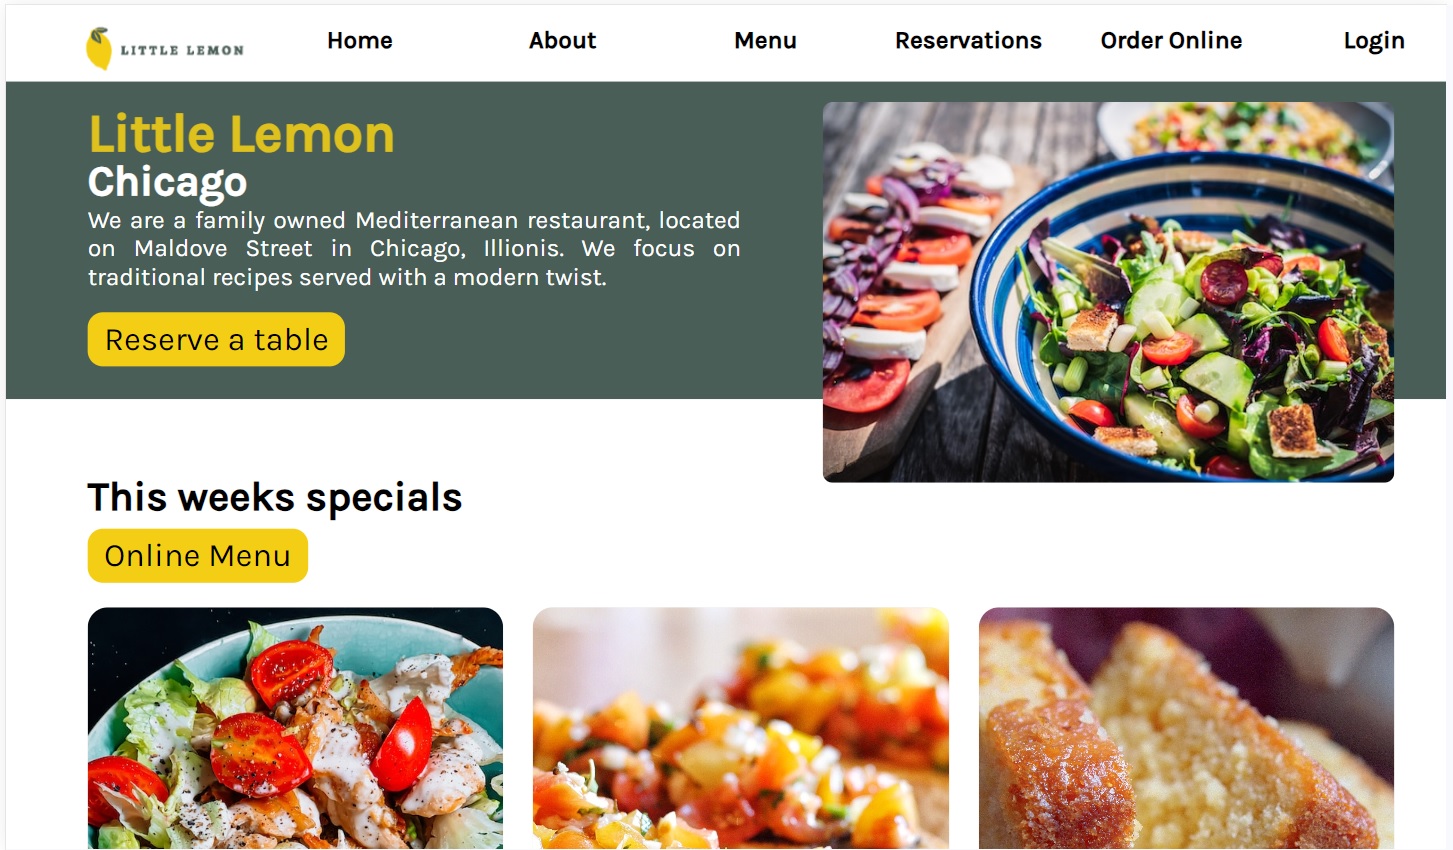 LITTLE LEMON
Home About Menu Reservations Order Online Login
Little Lemon
Chicago
We are a family owned Mediterranean restaurant, located
on Maldove Street in Chicago, Illionis. We focus on
traditional recipes served with a modern twist.
Reserve a table
This weeks specials
Online Menu